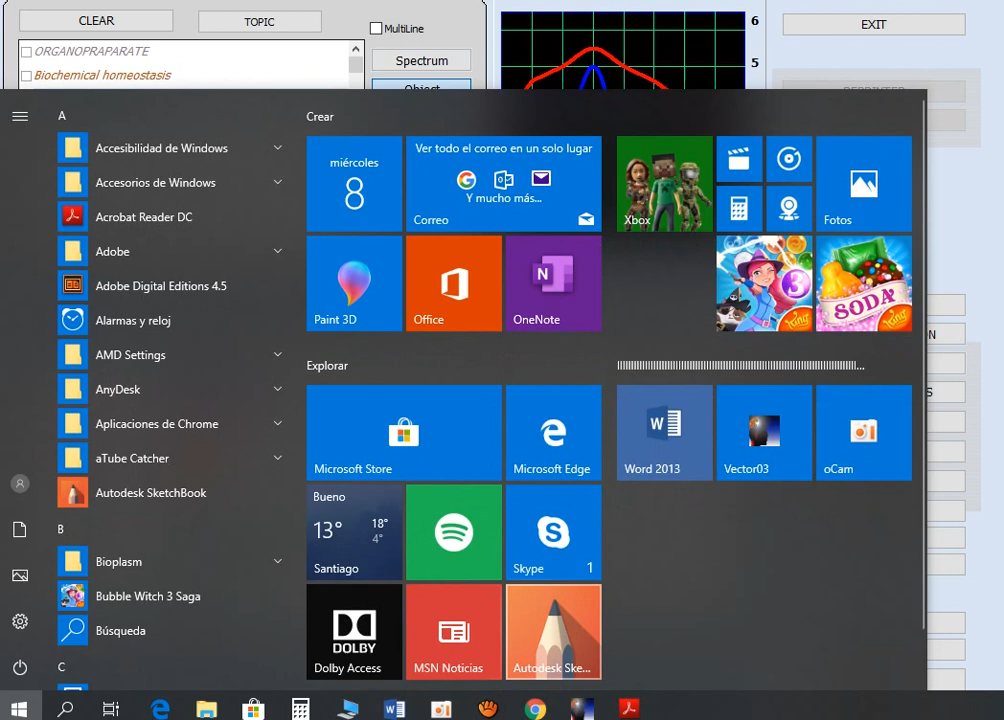 CLEAR
TOPIC
MultiLine
EXIT
ORGANOPRAPARATE
Biochemical homeostasis
Spectrum
Object
6
5
A
Accesibilidad de Windows
Accesorios de Windows
Acrobat Reader DC
Adobe
Adobe Digital Editions 4.5
Alarmas y reloj
AMD Settings
AnyDesk
Aplicaciones de Chrome
aTube Catcher
Autodesk SketchBook
B
Bioplasm
Bubble Witch 3 Saga
Búsqueda
C
Crear
miércoles
8
Ver todo el correo en un solo lugar
Y mucho más...
Correo
Xbox
Fotos
Paint 3D
Office
N
OneNote
3
King
SODA
King
Explorar
Microsoft Store
Microsoft Edge
W
Word 2013
Vector03
oCam
Bueno
13°
18°
4°
Santiago
Skype
1
DOLBY
Dolby Access
MSN Noticias
Autodesk Ske...
N
S